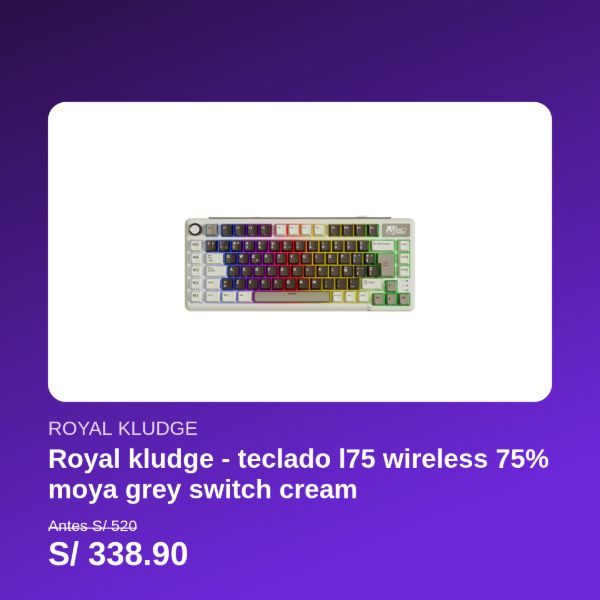 ROYAL KLUDGE
Royal kludge - teclado l75 wireless 75%
moya grey switch cream
Antes S/ 520
S/ 338.90